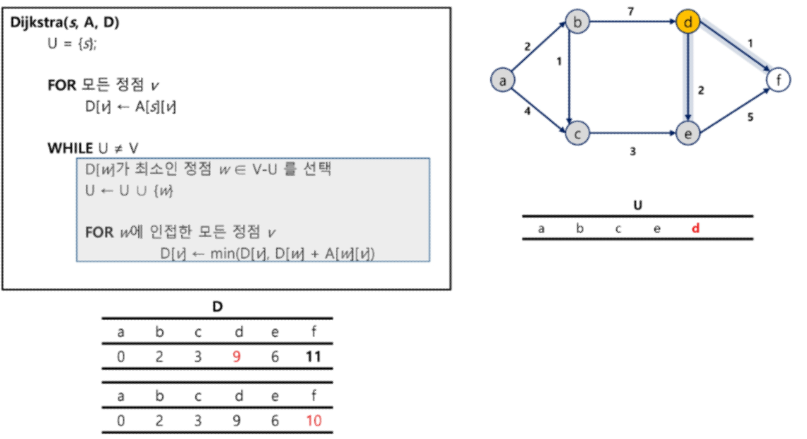 Dijkstra(s, A, D)
U = {s};
FOR 모든 정점 v
D[v] ← A[s][v]
WHILE U ≠ V
D[w]가 최소인 정점 w ∈ V-U 를 선택
U ← U ∪ {w}
FOR w에 인접한 모든 정점 v
D[v] ← min(D[v], D[w] + A[w][v])
b 7 d
2 1 1
a 2 f
4 5
c 3 e
U
a b c e d
D
a b c d e f
0 2 3 9 6 11
a b c d e f
0 2 3 9 6 10